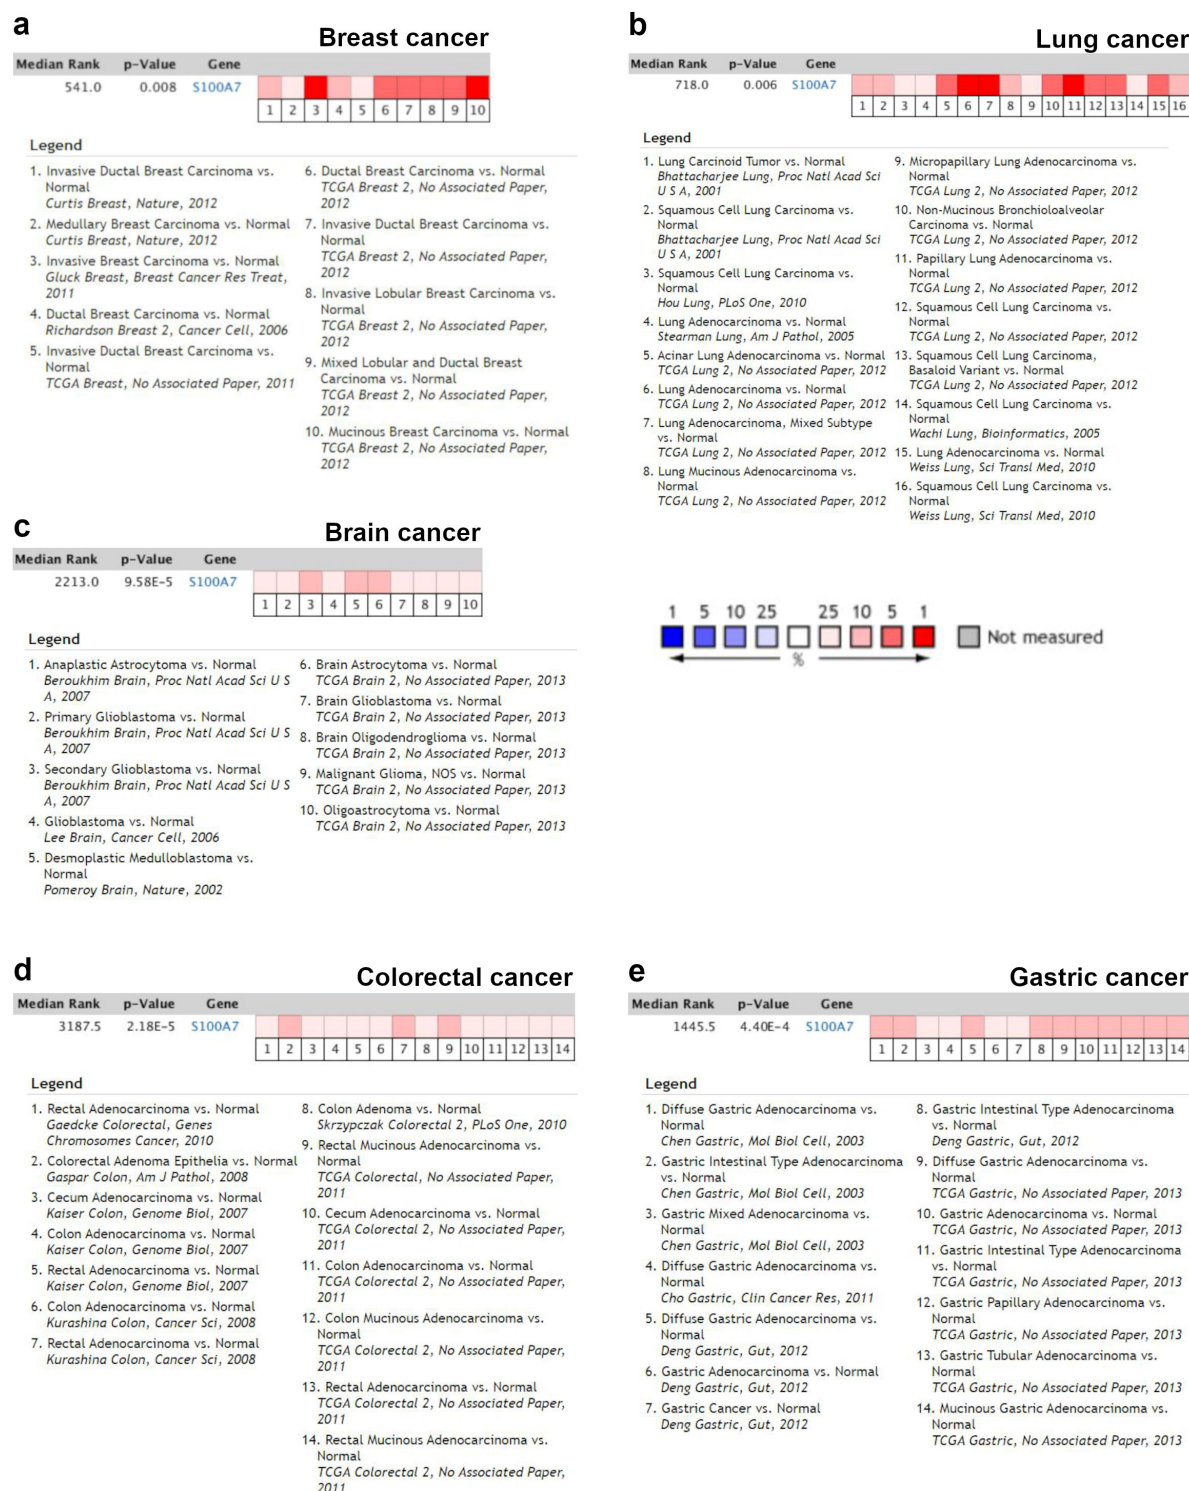 a
Breast cancer
Median Rank p-Value Gene
541.0 0.008 S100A7
1 2 3 4 5 6 7 8 9 10
Legend
1. Invasive Ductal Breast Carcinoma vs.
Normal
Curtis Breast, Nature, 2012
2. Medullary Breast Carcinoma vs. Normal
Curtis Breast, Nature, 2012
3. Invasive Breast Carcinoma vs. Normal
Gluck Breast, Breast Cancer Res Treat,
2011
4. Ductal Breast Carcinoma vs. Normal
Richardson Breast 2, Cancer Cell, 2006
5. Invasive Ductal Breast Carcinoma vs.
Normal
TCGA Breast, No Associated Paper, 2011
6. Ductal Breast Carcinoma vs. Normal
TCGA Breast 2, No Associated Paper,
2012
7. Invasive Ductal Breast Carcinoma vs.
Normal
TCGA Breast 2, No Associated Paper,
2012
8. Invasive Lobular Breast Carcinoma vs.
Normal
TCGA Breast 2, No Associated Paper,
2012
9. Mixed Lobular and Ductal Breast
Carcinoma vs. Normal
TCGA Breast 2, No Associated Paper,
2012
10. Mucinous Breast Carcinoma vs. Normal
TCGA Breast 2, No Associated Paper,
2012
b
Lung cancer
Median Rank p-Value Gene
718.0 0.006 S100A7
1 2 3 4 5 6 7 8 9 10 11 12 13 14 15 16
Legend
1. Lung Carcinoid Tumor vs. Normal
Bhattacharjee Lung, Proc Natl Acad Sci
U S A, 2001
2. Squamous Cell Lung Carcinoma vs.
Normal
Bhattacharjee Lung, Proc Natl Acad Sci
U S A, 2001
3. Squamous Cell Lung Carcinoma vs.
Normal
Hou Lung, PLoS One, 2010
4. Lung Adenocarcinoma vs. Normal
Stearman Lung, Am J Pathol, 2005
5. Acinar Lung Adenocarcinoma vs. Normal
TCGA Lung 2, No Associated Paper, 2012
6. Lung Adenocarcinoma vs. Normal
TCGA Lung 2, No Associated Paper, 2012
7. Lung Adenocarcinoma, Mixed Subtype
vs. Normal
TCGA Lung 2, No Associated Paper, 2012
8. Lung Mucinous Adenocarcinoma vs.
Normal
TCGA Lung 2, No Associated Paper, 2012
9. Micropapillary Lung Adenocarcinoma vs.
Normal
TCGA Lung 2, No Associated Paper, 2012
10. Non-Mucinous Bronchioloalveolar
Carcinoma vs. Normal
TCGA Lung 2, No Associated Paper, 2012
11. Papillary Lung Adenocarcinoma vs.
Normal
TCGA Lung 2, No Associated Paper, 2012
12. Squamous Cell Lung Carcinoma vs.
Normal
TCGA Lung 2, No Associated Paper, 2012
13. Squamous Cell Lung Carcinoma,
Basaloid Variant vs. Normal
TCGA Lung 2, No Associated Paper, 2012
14. Squamous Cell Lung Carcinoma vs.
Normal
Wachi Lung, Bioinformatics, 2005
15. Lung Adenocarcinoma vs. Normal
Weiss Lung, Sci Transl Med, 2010
16. Squamous Cell Lung Carcinoma vs.
Normal
Weiss Lung, Sci Transl Med, 2010
c
Brain cancer
Median Rank p-Value Gene
2213.0 9.58E-5 S100A7
1 2 3 4 5 6 7 8 9 10
Legend
1. Anaplastic Astrocytoma vs. Normal
Beroukhim Brain, Proc Natl Acad Sci U S
A, 2007
2. Primary Glioblastoma vs. Normal
Beroukhim Brain, Proc Natl Acad Sci U S
A, 2007
3. Secondary Glioblastoma vs. Normal
Beroukhim Brain, Proc Natl Acad Sci U S
A, 2007
4. Glioblastoma vs. Normal
Lee Brain, Cancer Cell, 2006
5. Desmoplastic Medulloblastoma vs.
Normal
Pomeroy Brain, Nature, 2002
6. Brain Astrocytoma vs. Normal
TCGA Brain 2, No Associated Paper, 2013
7. Brain Glioblastoma vs. Normal
TCGA Brain 2, No Associated Paper, 2013
8. Brain Oligodendroglioma vs. Normal
TCGA Brain 2, No Associated Paper, 2013
9. Malignant Glioma, NOS vs. Normal
TCGA Brain 2, No Associated Paper, 2013
10. Oligoastrocytoma vs. Normal
TCGA Brain 2, No Associated Paper, 2013
1 5 10 25 25 10 5 1
Not measured
%
d
Colorectal cancer
Median Rank p-Value Gene
3187.5 2.18E-5 S100A7
1 2 3 4 5 6 7 8 9 10 11 12 13 14
Legend
1. Rectal Adenocarcinoma vs. Normal
Gaedcke Colorectal, Genes
Chromosomes Cancer, 2010
2. Colorectal Adenoma Epithelia vs. Normal
Gaspar Colon, Am J Pathol, 2008
3. Cecum Adenocarcinoma vs. Normal
Kaiser Colon, Genome Biol, 2007
4. Colon Adenocarcinoma vs. Normal
Kaiser Colon, Genome Biol, 2007
5. Rectal Adenocarcinoma vs. Normal
Kaiser Colon, Genome Biol, 2007
6. Colon Adenocarcinoma vs. Normal
Kurashina Colon, Cancer Sci, 2008
7. Rectal Adenocarcinoma vs. Normal
Kurashina Colon, Cancer Sci, 2008
8. Colon Adenoma vs. Normal
Skrzypczak Colorectal 2, PLoS One, 2010
9. Rectal Mucinous Adenocarcinoma vs.
Normal
TCGA Colorectal, No Associated Paper,
2011
10. Cecum Adenocarcinoma vs. Normal
TCGA Colorectal 2, No Associated Paper,
2011
11. Colon Adenocarcinoma vs. Normal
TCGA Colorectal 2, No Associated Paper,
2011
12. Colon Mucinous Adenocarcinoma vs.
Normal
TCGA Colorectal 2, No Associated Paper,
2011
13. Rectal Adenocarcinoma vs. Normal
TCGA Colorectal 2, No Associated Paper,
2011
14. Rectal Mucinous Adenocarcinoma vs.
Normal
TCGA Colorectal 2, No Associated Paper,
2011
e
Gastric cancer
Median Rank p-Value Gene
1445.5 4.40E-4 S100A7
1 2 3 4 5 6 7 8 9 10 11 12 13 14
Legend
1. Diffuse Gastric Adenocarcinoma vs.
Normal
Chen Gastric, Mol Biol Cell, 2003
2. Gastric Intestinal Type Adenocarcinoma
vs. Normal
Chen Gastric, Mol Biol Cell, 2003
3. Gastric Mixed Adenocarcinoma vs.
Normal
Chen Gastric, Mol Biol Cell, 2003
4. Diffuse Gastric Adenocarcinoma vs.
Normal
Cho Gastric, Clin Cancer Res, 2011
5. Diffuse Gastric Adenocarcinoma vs.
Normal
Deng Gastric, Gut, 2012
6. Gastric Adenocarcinoma vs. Normal
Deng Gastric, Gut, 2012
7. Gastric Cancer vs. Normal
Deng Gastric, Gut, 2012
8. Gastric Intestinal Type Adenocarcinoma
vs. Normal
Deng Gastric, Gut, 2012
9. Diffuse Gastric Adenocarcinoma vs.
Normal
TCGA Gastric, No Associated Paper, 2013
10. Gastric Adenocarcinoma vs. Normal
TCGA Gastric, No Associated Paper, 2013
11. Gastric Intestinal Type Adenocarcinoma
vs. Normal
TCGA Gastric, No Associated Paper, 2013
12. Gastric Papillary Adenocarcinoma vs.
Normal
TCGA Gastric, No Associated Paper, 2013
13. Gastric Tubular Adenocarcinoma vs.
Normal
TCGA Gastric, No Associated Paper, 2013
14. Mucinous Gastric Adenocarcinoma vs.
Normal
TCGA Gastric, No Associated Paper, 2013